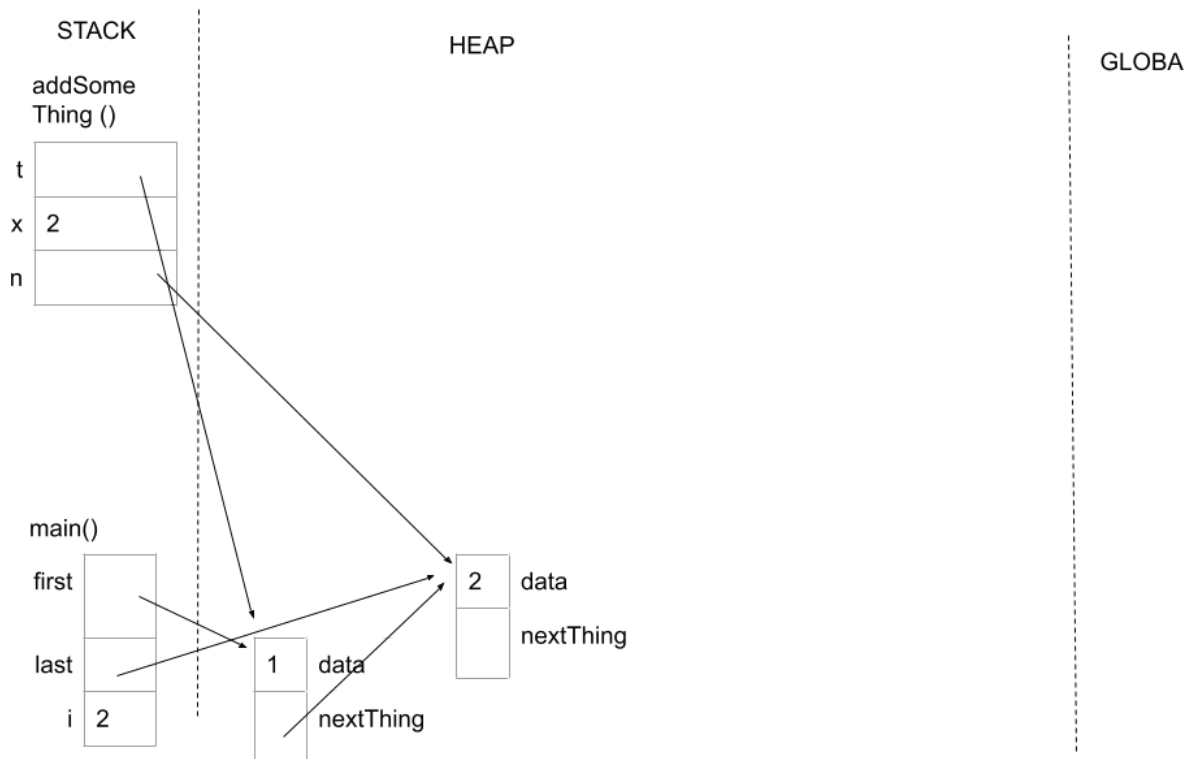 STACK
HEAP
GLOBA
addSome
Thing ()
t
x 2
n
main()
first
2 data
nextThing
last
1 data
i 2
nextThing